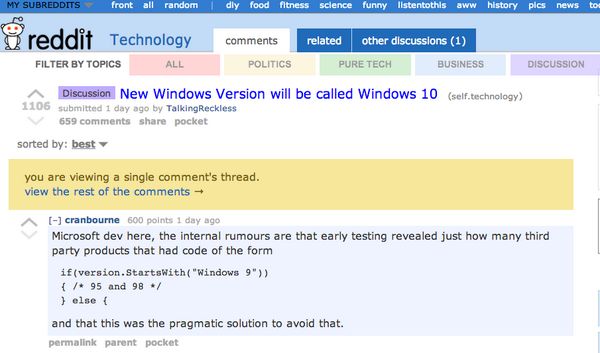 MY SUBREDDITS ▼ front all random | diy food fitness science funny listentothis aww history pics news
reddit Technology comments related other discussions (1)
FILTER BY TOPICS ALL POLITICS PURE TECH BUSINESS DISCUSSION
Discussion New Windows Version will be called Windows 10 (self.technology)
1106
submitted 1 day ago by TalkingReckless
659 comments share pocket
sorted by: best ▼
you are viewing a single comment's thread.
view the rest of the comments →
[–] cranbourne 600 points 1 day ago
Microsoft dev here, the internal rumours are that early testing revealed just how many third
party products that had code of the form
if(version.StartsWith("Windows 9"))
{ /* 95 and 98 */
} else {
and that this was the pragmatic solution to avoid that.
permalink parent pocket